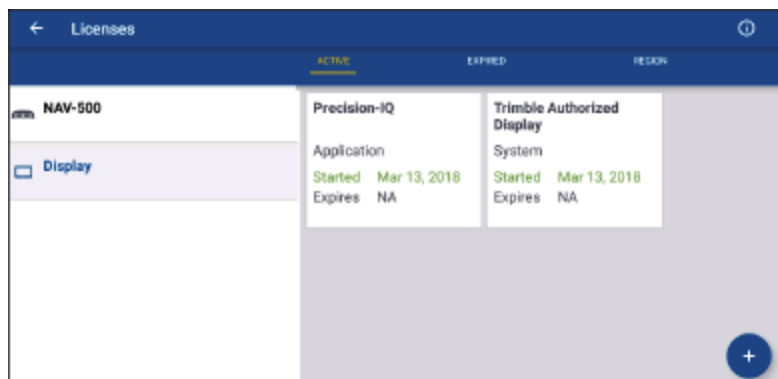 Licenses
ACTIVE EXPIRED REGION
NAV-500
Display
Precision-IQ
Application
Started Mar 13, 2018
Expires NA
Trimble Authorized
Display
System
Started Mar 13, 2018
Expires NA